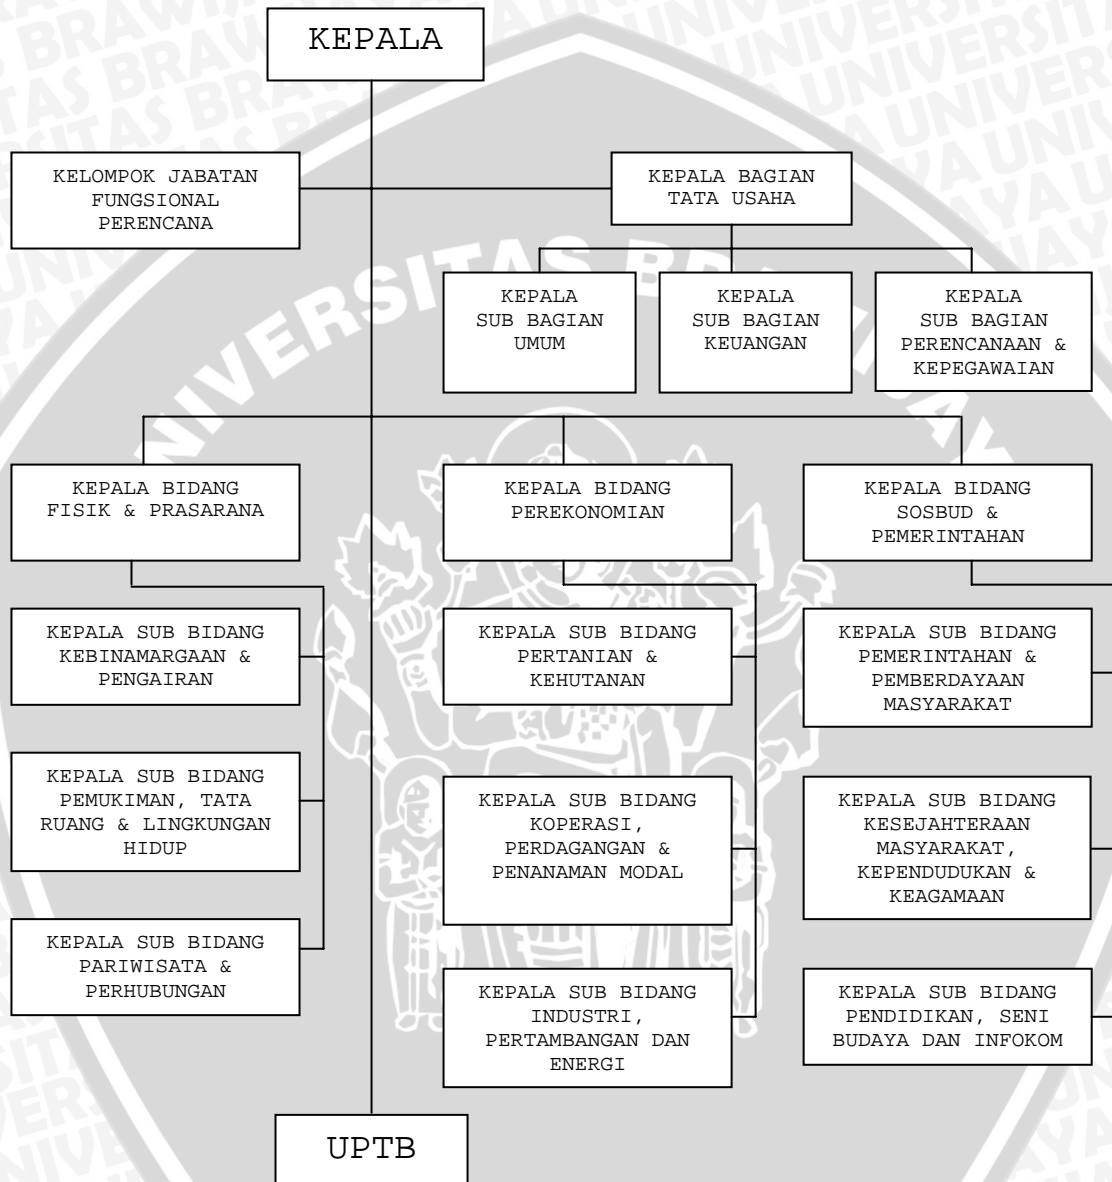 KEPALA
KELOMPOK JABATAN
FUNGSIONAL
PERENCANA
KEPALA BAGIAN
TATA USAHA
KEPALA
SUB BAGIAN
UMUM
KEPALA
SUB BAGIAN
KEUANGAN
KEPALA
SUB BAGIAN
PERENCANAAN &
KEPEGAWAIAN
KEPALA BIDANG
FISIK & PRASARANA
KEPALA BIDANG
PEREKONOMIAN
KEPALA BIDANG
SOSBUD &
PEMERINTAHAN
KEPALA SUB BIDANG
KEBINAMARGAAN &
PENGAIRAN
KEPALA SUB BIDANG
PERTANIAN &
KEHUTANAN
KEPALA SUB BIDANG
PEMERINTAHAN &
PEMBERDAYAAN
MASYARAKAT
KEPALA SUB BIDANG
PEMUKIMAN, TATA
RUANG & LINGKUNGAN
HIDUP
KEPALA SUB BIDANG
KOPERASI,
PERDAGANGAN &
PENANAMAN MODAL
KEPALA SUB BIDANG
KESEJAHTERAAN
MASYARAKAT,
KEPENDUDUKAN &
KEAGAMAAN
KEPALA SUB BIDANG
PARIWISATA &
PERHUBUNGAN
KEPALA SUB BIDANG
INDUSTRI,
PERTAMBANGAN DAN
ENERGI
KEPALA SUB BIDANG
PENDIDIKAN, SENI
BUDAYA DAN INFOKOM
UPTB